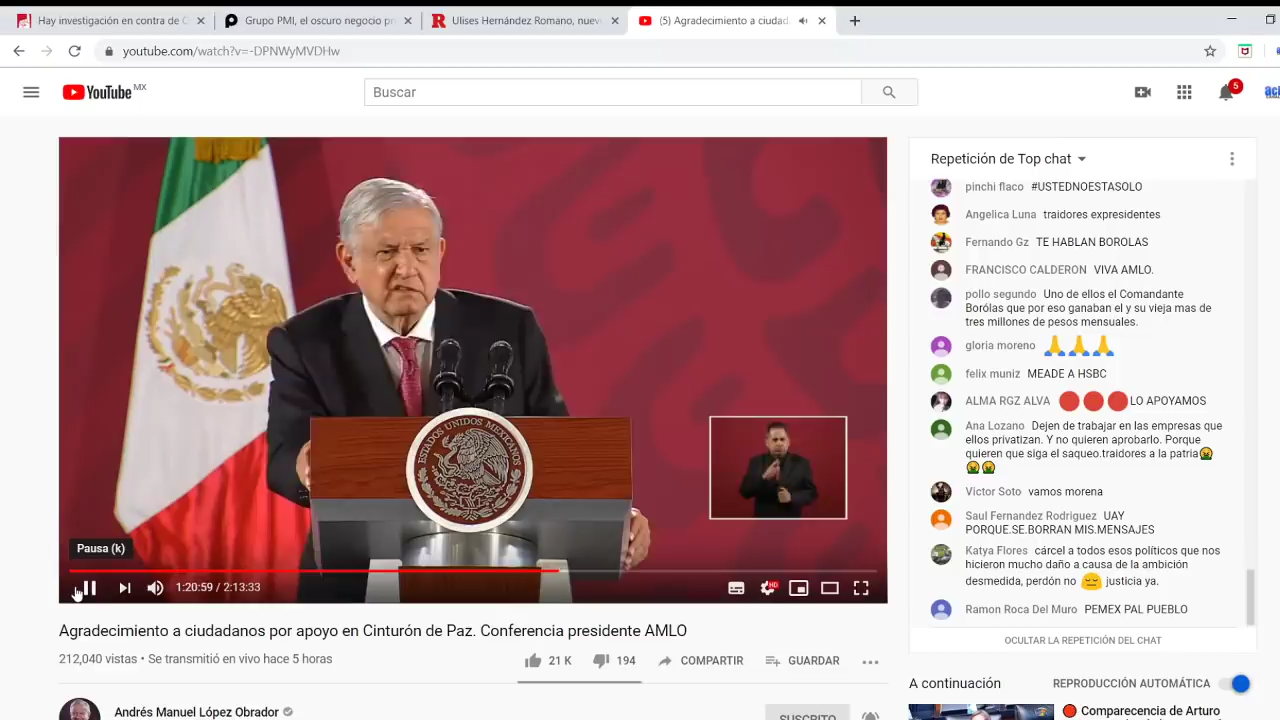 Hay investigación en contra de C
Grupo PMI, el oscuro negocio pr
Ulises Hernández Romano, nuev
(5) Agradecimiento a ciudad
youtube.com/watch?v=-DPNWyMVDHw
YouTube MX
Buscar
5
Repetición de Top chat
pinchi flaco #USTEDNOESTASOLO
Angelica Luna traidores expresidentes
Fernando Gz TE HABLAN BOROLAS
FRANCISCO CALDERON VIVA AMLO.
pollo segundo Uno de ellos el Comandante
Borólas que por eso ganaban el y su vieja mas de
tres millones de pesos mensuales.
gloria moreno 🙏🙏🙏
felix muniz MEADE A HSBC
ALMA RGZ ALVA 🔴🔴🔴LO APOYAMOS
Ana Lozano Dejen de trabajar en las empresas que
ellos privatizan. Y no quieren aprobarlo. Porque
quieren que siga el saqueo.traidores a la patria🤮
🤮🤮
Victor Soto vamos morena
Saul Fernandez Rodriguez UAY
PORQUE.SE.BORRAN MIS.MENSAJES
Katya Flores cárcel a todos esos políticos que nos
hicieron mucho daño a causa de la ambición
desmedida, perdón no 😔 justicia ya.
Ramon Roca Del Muro PEMEX PAL PUEBLO
OCULTAR LA REPETICIÓN DEL CHAT
ESTADOS UNIDOS MEXICANOS
Pausa (k)
1:20:59 / 2:13:33
HD
Agradecimiento a ciudadanos por apoyo en Cinturón de Paz. Conferencia presidente AMLO
212,040 vistas • Se transmitió en vivo hace 5 horas
21 K
194
COMPARTIR
GUARDAR
Andrés Manuel López Obrador
SUSCRITO
A continuación
REPRODUCCIÓN AUTOMÁTICA
🔴 Comparecencia de Arturo